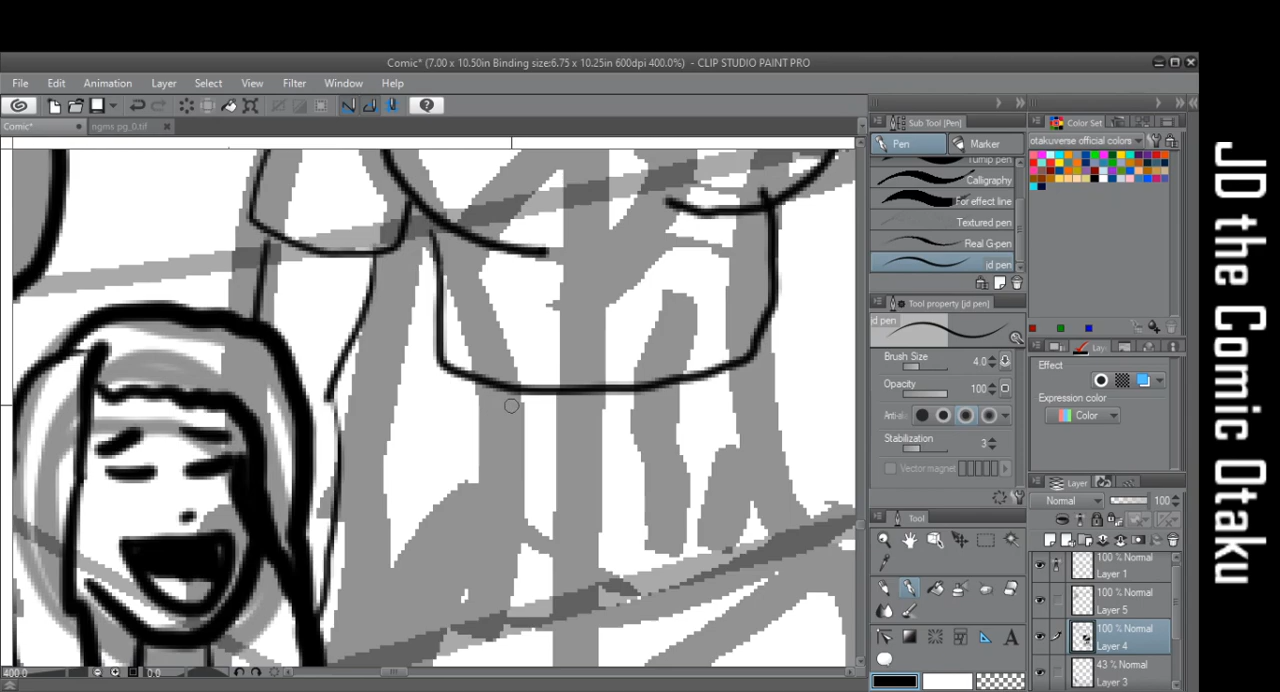 Comic* (7.00 x 10.50in Binding size:6.75 x 10.25in 600dpi 400.0%) - CLIP STUDIO PAINT PRO
File Edit Animation Layer Select View Filter Window Help
Comic* ngms pg_0.tif
Sub Tool [Pen]
Pen Marker
Calligraphy
For effect line
Textured pen
Real G-pen
jd pen
Tool property [jd pen]
jd pen
Brush Size 4.0
Opacity 100
Stabilization 3
Vector magnet
Tool
Color Set
otakuverse official colors
Effect
Expression color
Color
Layer
Normal 100
100 % Normal
Layer 1
100 % Normal
Layer 5
100 % Normal
Layer 4
43 % Normal
Layer 3
400.0 0.0
JD the Comic Otaku